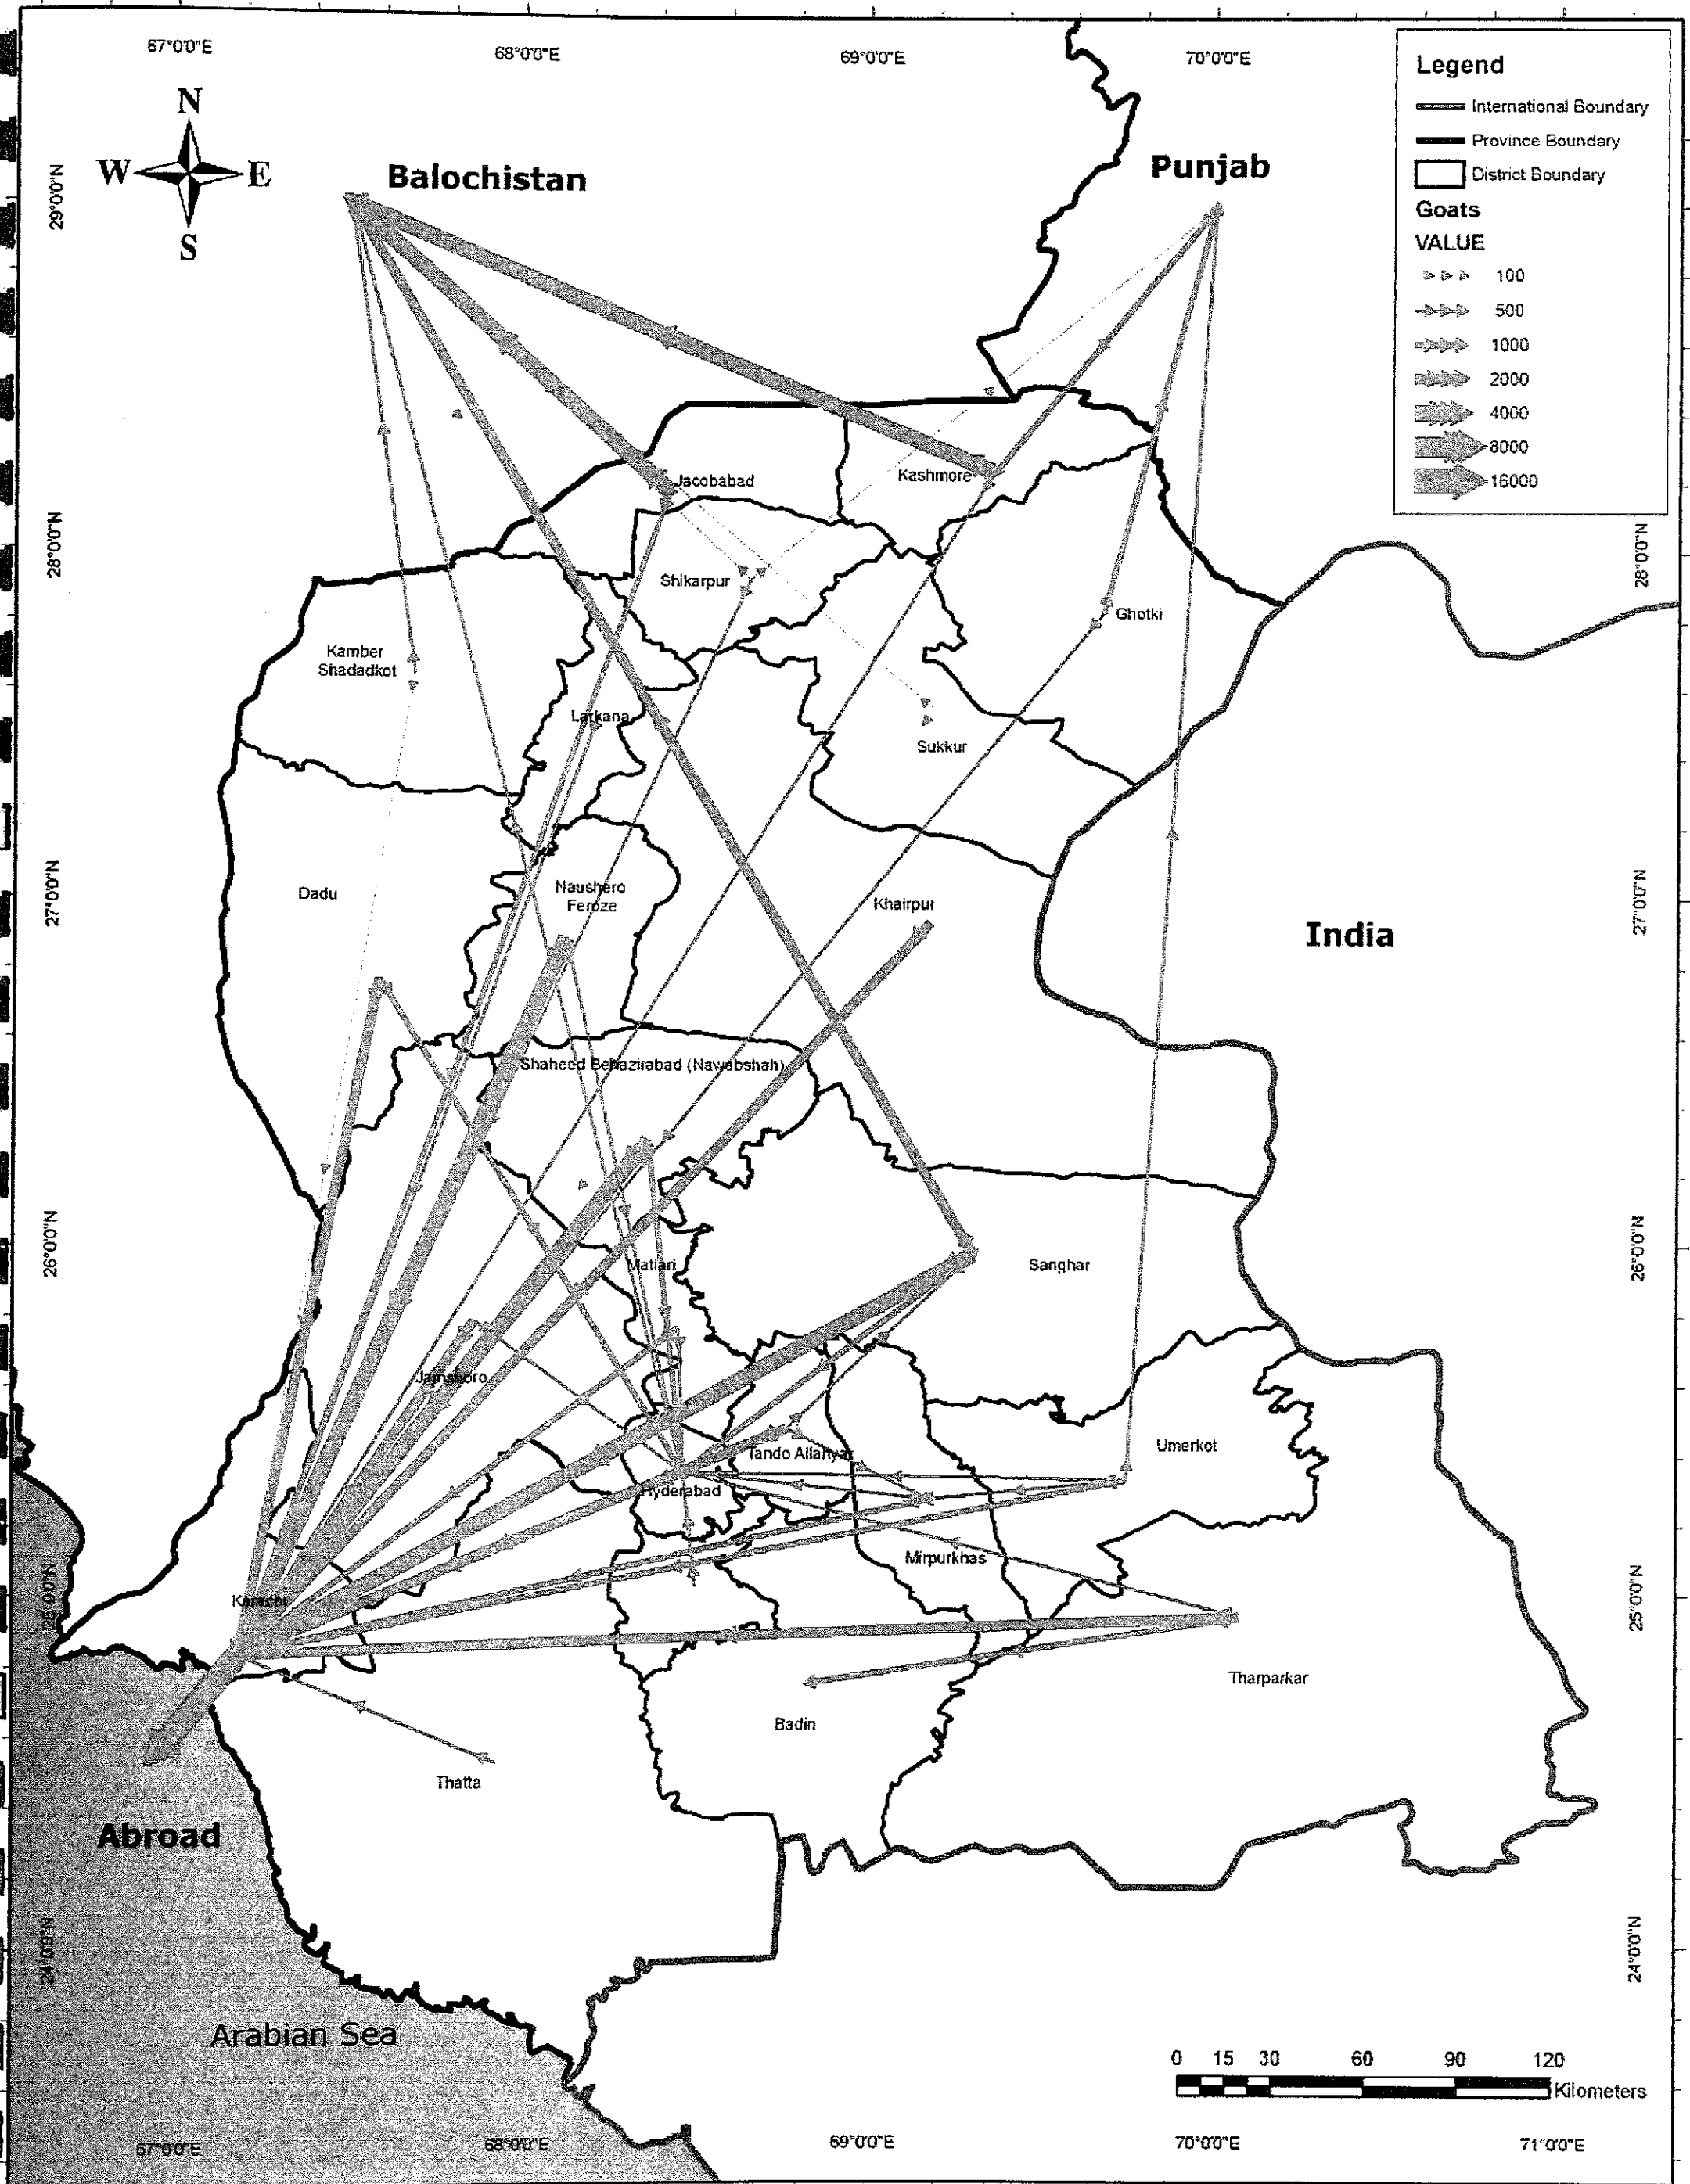 67°0'0"E
68°0'0"E
69°0'0"E
70°0'0"E
Legend
International Boundary
Province Boundary
District Boundary
Goats
VALUE
100
500
1000
2000
4000
8000
16000
N
W
E
S
Balochistan
Punjab
29°0'0"N
28°0'0"N
28°0'0"N
Jacobabad
Kashmore
Shikarpur
Ghotki
Kamber
Shadadkot
Larkana
Sukkur
27°0'0"N
27°0'0"N
Dadu
Naushero
Feroze
Khairpur
India
Shaheed Benazirabad (Nawabshah)
26°0'0"N
26°0'0"N
Matiari
Sanghar
Jamshoro
Tando Allahyar
Umerkot
Hyderabad
Mirpurkhas
25°0'0"N
25°0'0"N
Karachi
Tharparkar
Badin
Thatta
Abroad
24°0'0"N
24°0'0"N
Arabian Sea
0 15 30 60 90 120
Kilometers
67°0'0"E
68°0'0"E
69°0'0"E
70°0'0"E
71°0'0"E